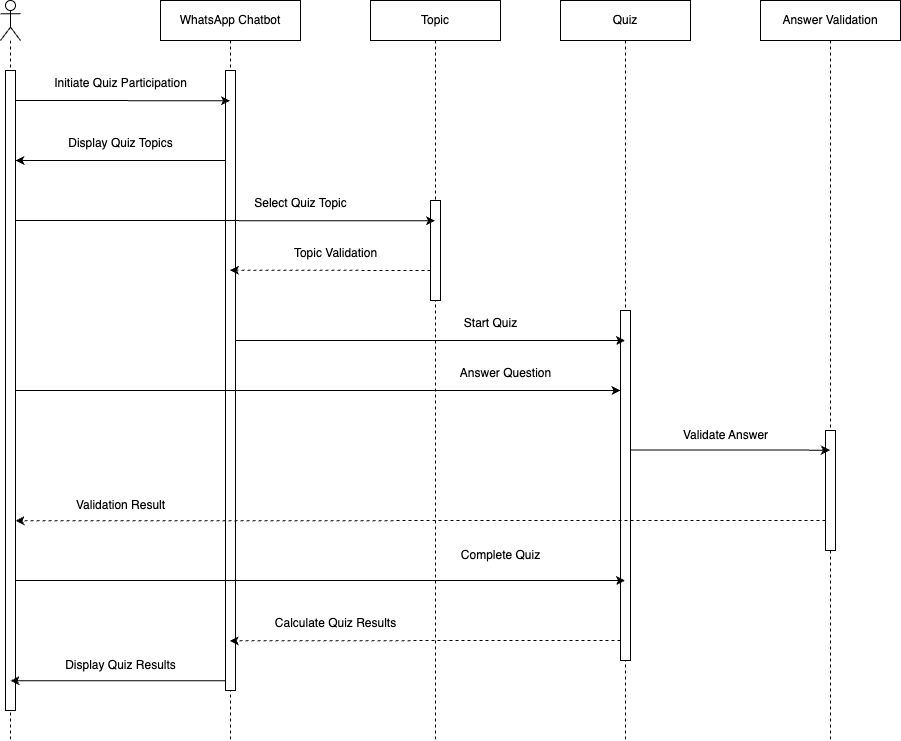 WhatsApp Chatbot
Topic
Quiz
Answer Validation
Initiate Quiz Participation
Display Quiz Topics
Select Quiz Topic
Topic Validation
Start Quiz
Answer Question
Validate Answer
Validation Result
Complete Quiz
Calculate Quiz Results
Display Quiz Results